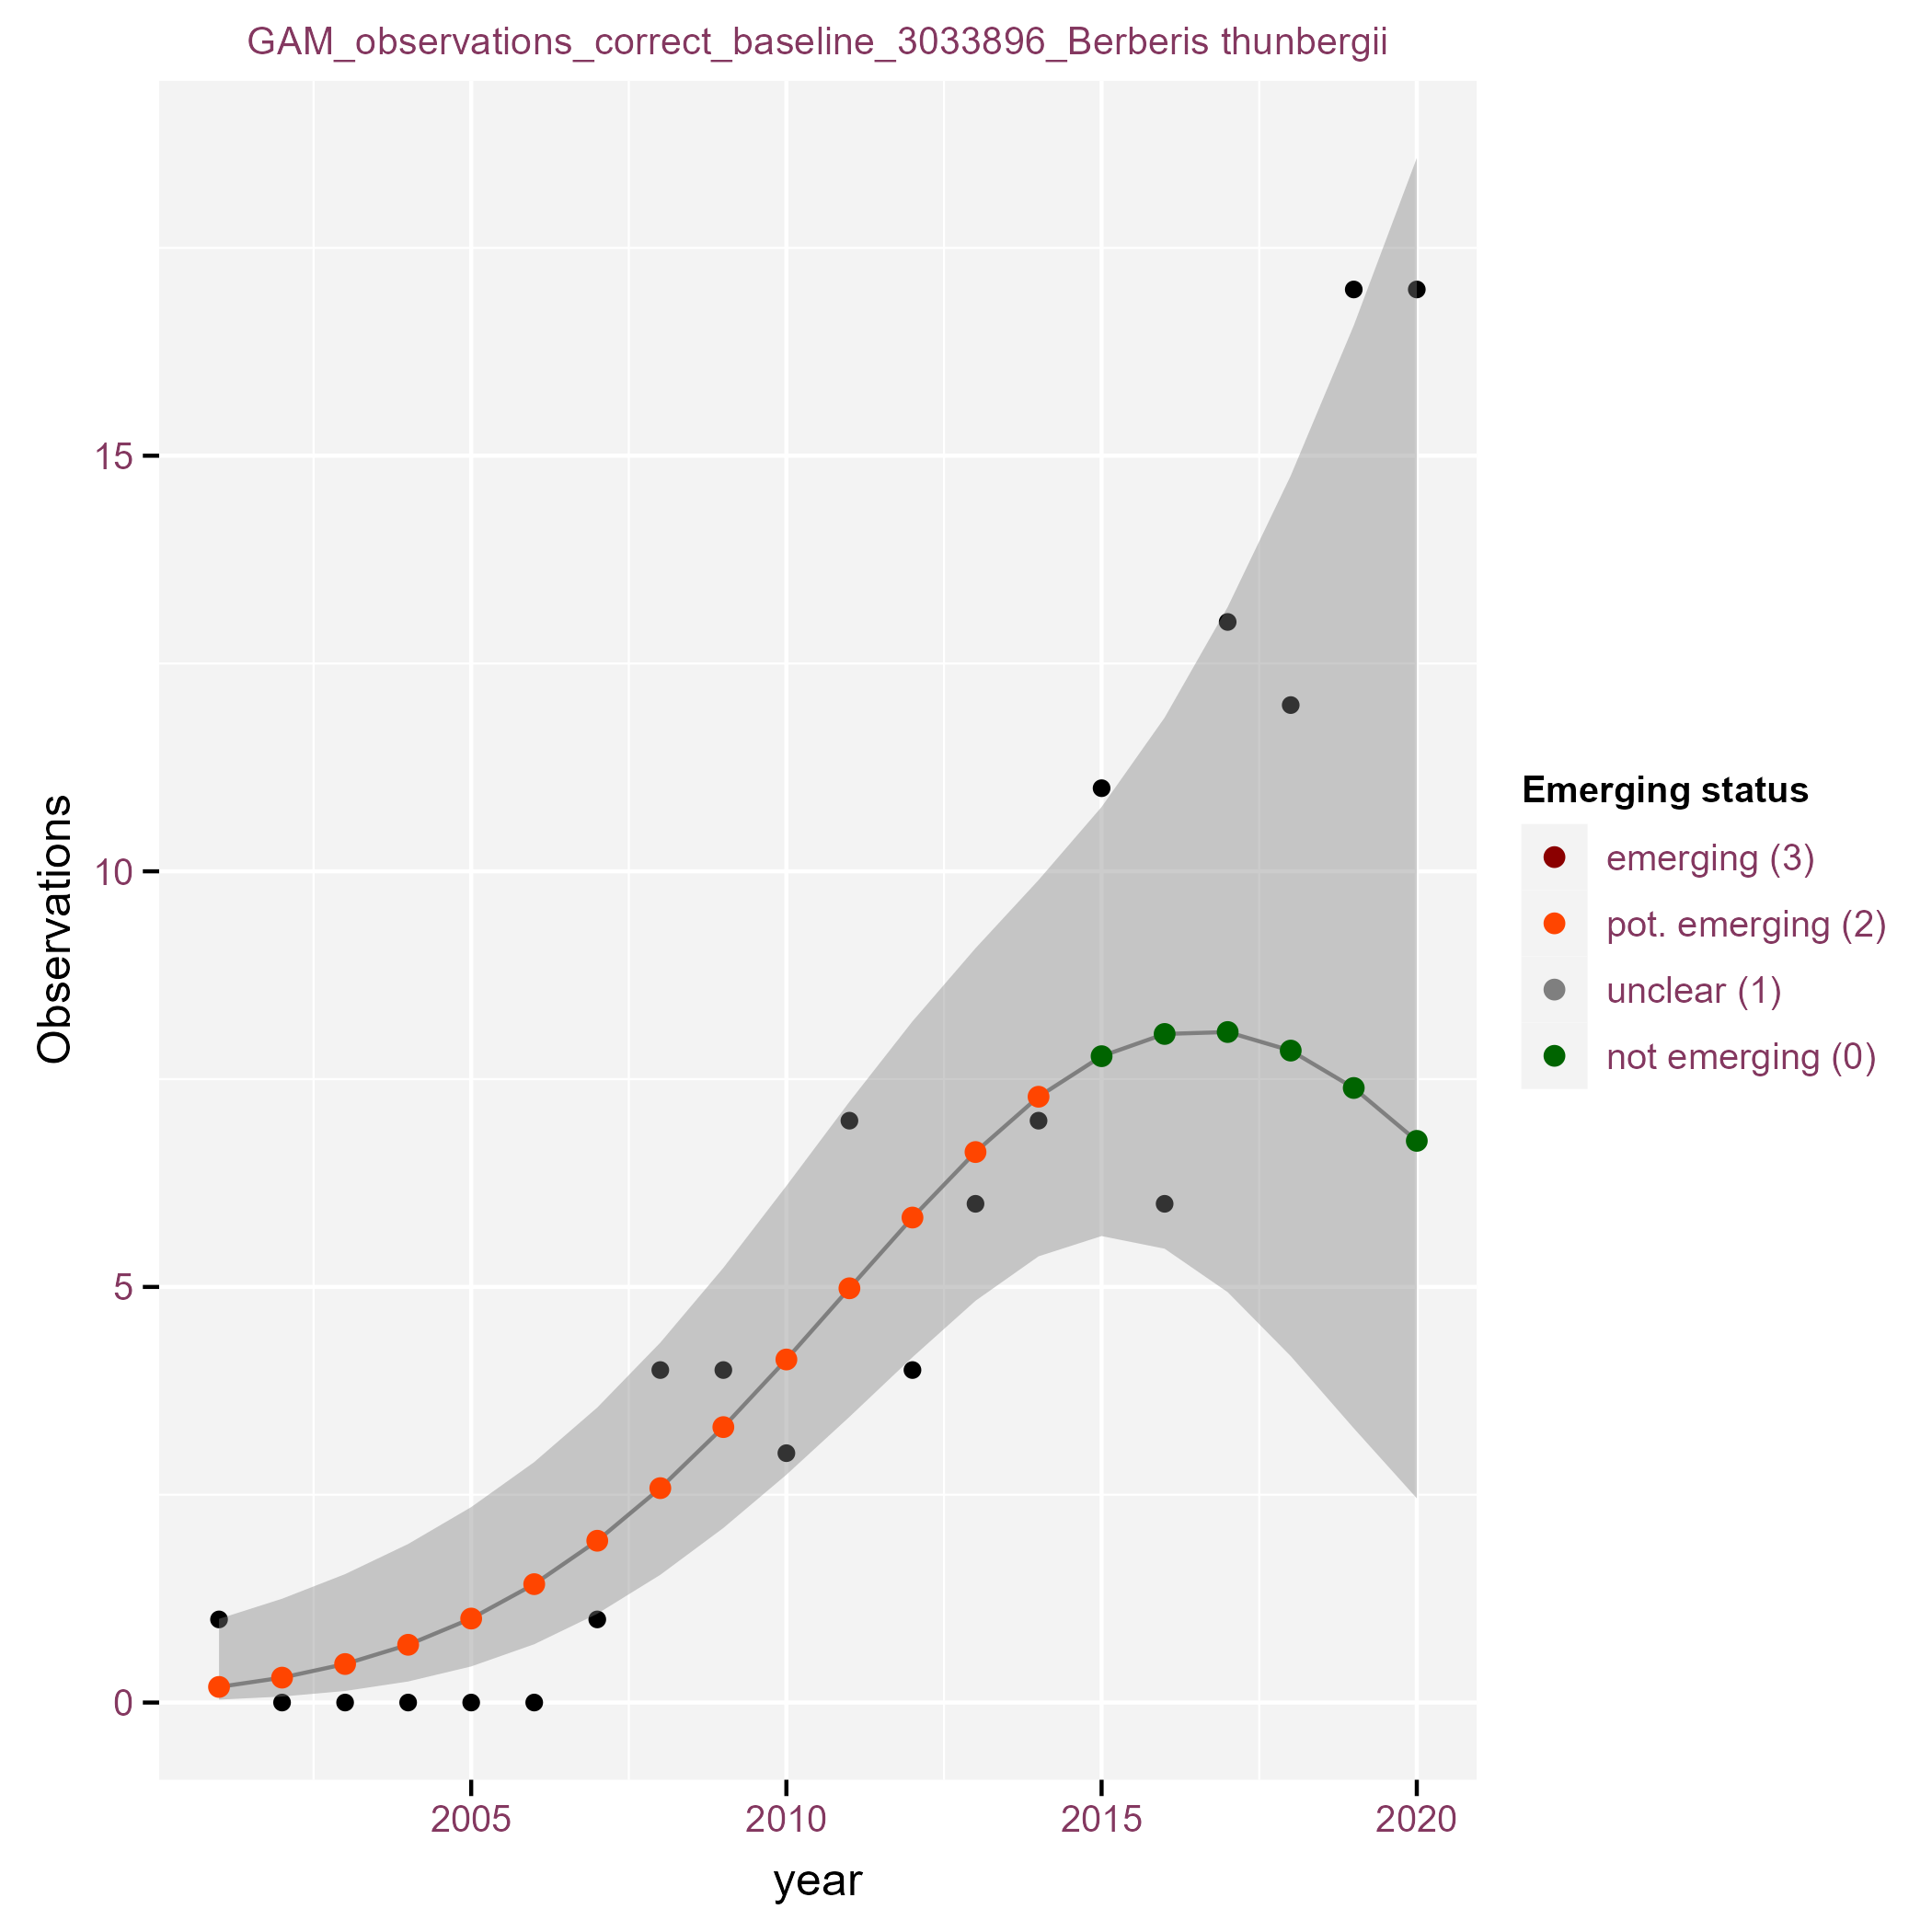 GAM_observations_correct_baseline_3033896_Berberis thunbergii
Observations
15
10
5
0
2005 2010 2015 2020
year
Emerging status
emerging (3)
pot. emerging (2)
unclear (1)
not emerging (0)